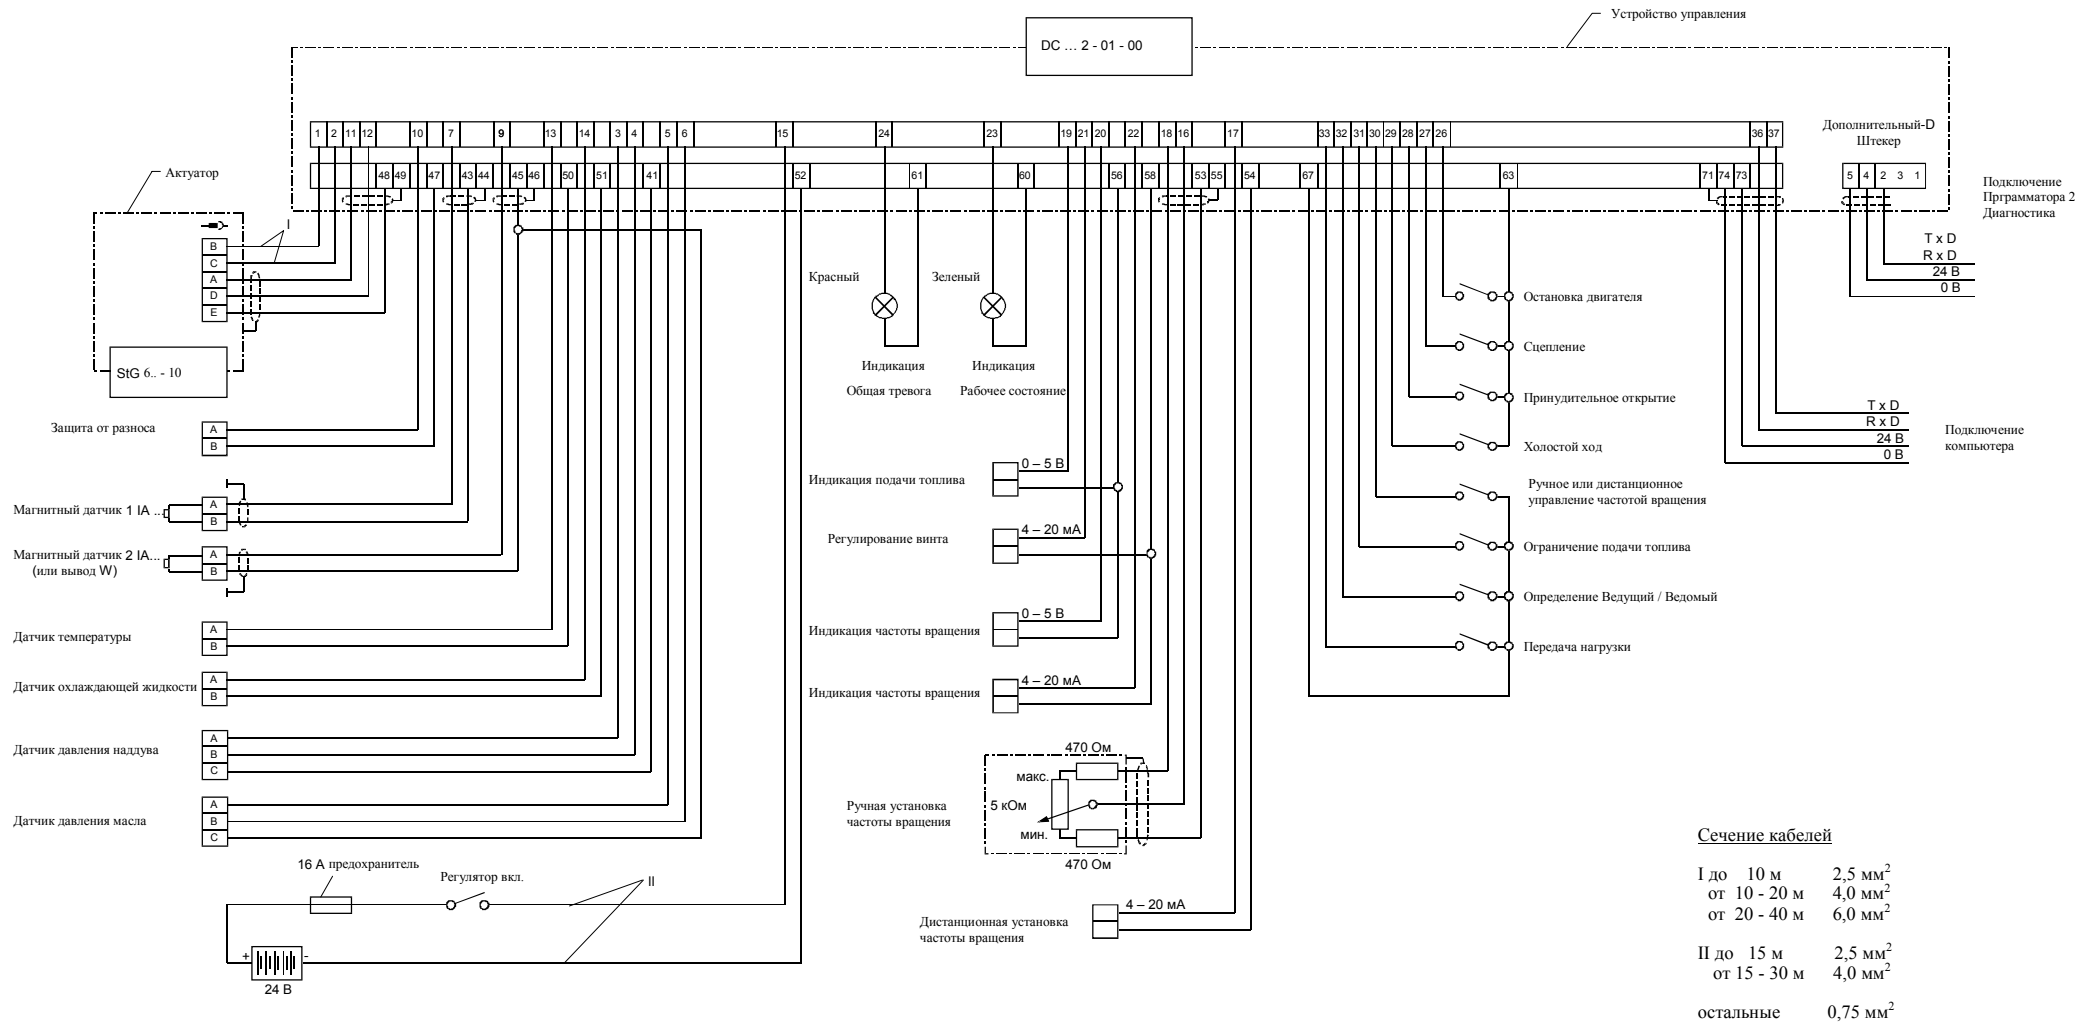 Устройство управления
DC ... 2 - 01 - 00
1 2 11 12 10 7 9 13 14 3 4 5 6 15 24 23 19 21 20 22 18 16 17 33 32 31 30 29 28 27 26 36 37
Дополнительный-D
Штекер
48 49 47 43 44 45 46 50 51 41 52 61 60 56 58 53 55 54 67 63 71 74 73
5 4 2 3 1
Подключение
Прграмматора 2
Диагностика
T x D
R x D
24 В
0 В
Актуатор
I
B
C
A
D
E
StG 6.. - 10
Защита от разноса
A
B
Магнитный датчик 1 IA ...
A
B
Магнитный датчик 2 IA...
(или вывод W)
A
B
Датчик температуры
A
B
Датчик охлаждающей жидкости
A
B
Датчик давления наддува
A
B
C
Датчик давления масла
A
B
C
16 А предохранитель
Регулятор вкл.
II
+
-
24 В
Красный
Индикация
Общая тревога
Зеленый
Индикация
Рабочее состояние
Индикация подачи топлива
0 – 5 В
Регулирование винта
4 – 20 мА
Индикация частоты вращения
0 – 5 В
Индикация частоты вращения
4 – 20 мА
470 Ом
макс.
5 кОм
мин.
470 Ом
Ручная установка
частоты вращения
4 – 20 мА
Дистанционная установка
частоты вращения
Остановка двигателя
Сцепление
Принудительное открытие
Холостой ход
Ручное или дистанционное
управление частотой вращения
Ограничение подачи топлива
Определение Ведущий / Ведомый
Передача нагрузки
T x D
R x D
24 В
0 В
Подключение
компьютера
Сечение кабелей
I до 10 м 2,5 мм²
от 10 - 20 м 4,0 мм²
от 20 - 40 м 6,0 мм²
II до 15 м 2,5 мм²
от 15 - 30 м 4,0 мм²
остальные 0,75 мм²